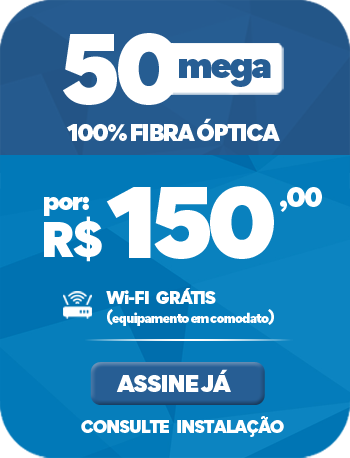 50 mega
100% FIBRA ÓPTICA
por:
R$ 150,00
Wi-FI GRÁTIS
(equipamento em comodato)
ASSINE JÁ
CONSULTE INSTALAÇÃO